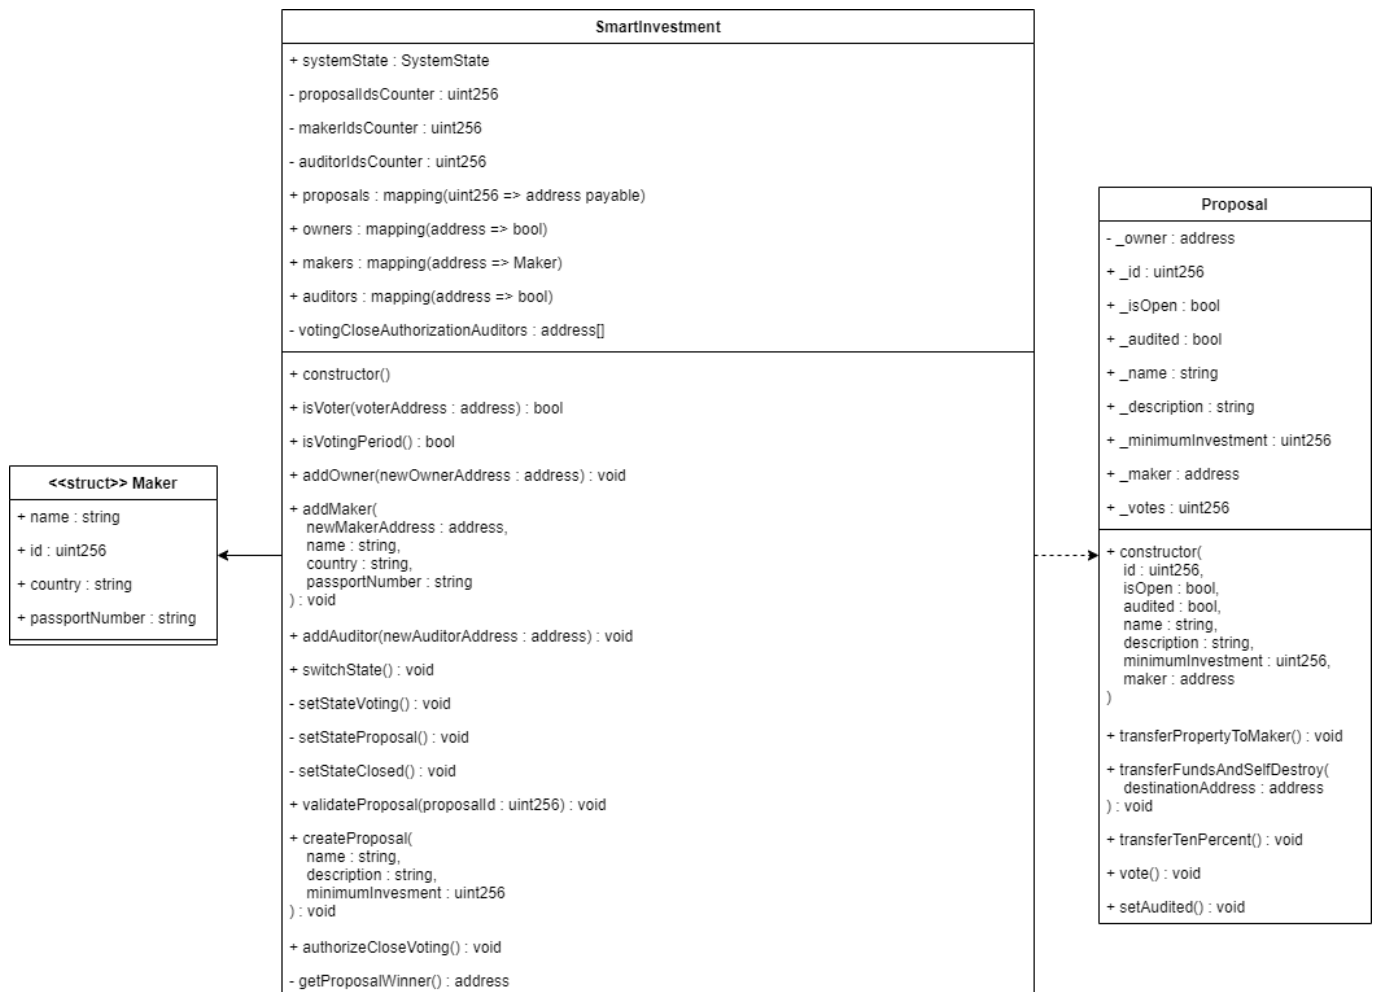 SmartInvestment
+ systemState : SystemState
- proposalIdsCounter : uint256
- makerIdsCounter : uint256
- auditorIdsCounter : uint256
+ proposals : mapping(uint256 => address payable)
+ owners : mapping(address => bool)
+ makers : mapping(address => Maker)
+ auditors : mapping(address => bool)
- votingCloseAuthorizationAuditors : address[]
+ constructor()
+ isVoter(voterAddress : address) : bool
+ isVotingPeriod() : bool
+ addOwner(newOwnerAddress : address) : void
+ addMaker(
newMakerAddress : address,
name : string,
country : string,
passportNumber : string
) : void
+ addAuditor(newAuditorAddress : address) : void
+ switchState() : void
- setStateVoting() : void
- setStateProposal() : void
- setStateClosed() : void
+ validateProposal(proposalId : uint256) : void
+ createProposal(
name : string,
description : string,
minimumInvesment : uint256
) : void
+ authorizeCloseVoting() : void
- getProposalWinner() : address
<<struct>> Maker
+ name : string
+ id : uint256
+ country : string
+ passportNumber : string
Proposal
- _owner : address
+ _id : uint256
+ _isOpen : bool
+ _audited : bool
+ _name : string
+ _description : string
+ _minimumInvestment : uint256
+ _maker : address
+ _votes : uint256
+ constructor(
id : uint256,
isOpen : bool,
audited : bool,
name : string,
description : string,
minimumInvestment : uint256,
maker : address
)
+ transferPropertyToMaker() : void
+ transferFundsAndSelfDestroy(
destinationAddress : address
) : void
+ transferTenPercent() : void
+ vote() : void
+ setAudited() : void